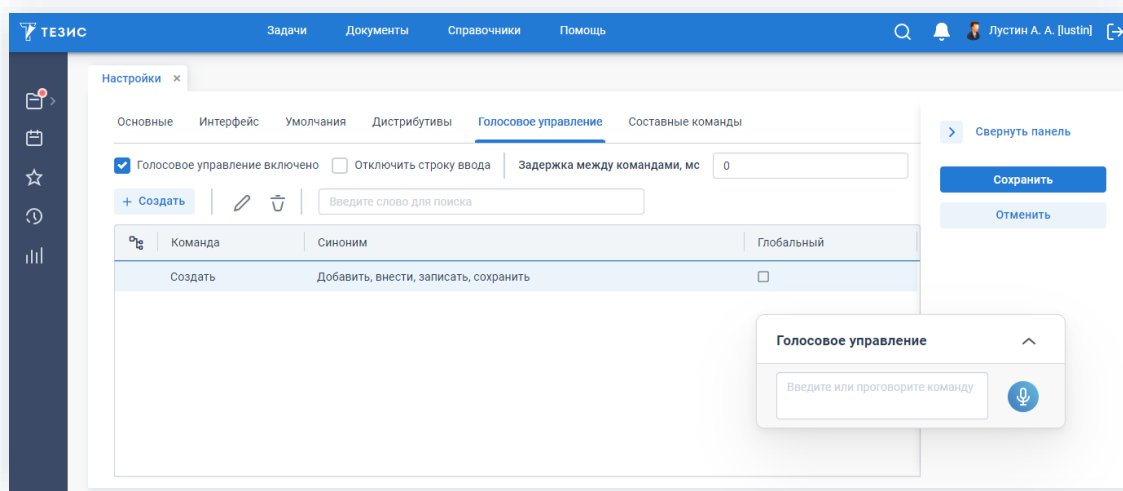 ТЕЗИС Задачи Документы Справочники Помощь Лустин А. А. [lustin]
Настройки ×
Основные Интерфейс Умолчания Дистрибутивы Голосовое управление Составные команды
Свернуть панель
Голосовое управление включено Отключить строку ввода Задержка между командами, мс 0
Сохранить
+ Создать Введите слово для поиска
Отменить
Команда Синоним Глобальный
Создать Добавить, внести, записать, сохранить
Голосовое управление
Введите или проговорите команду